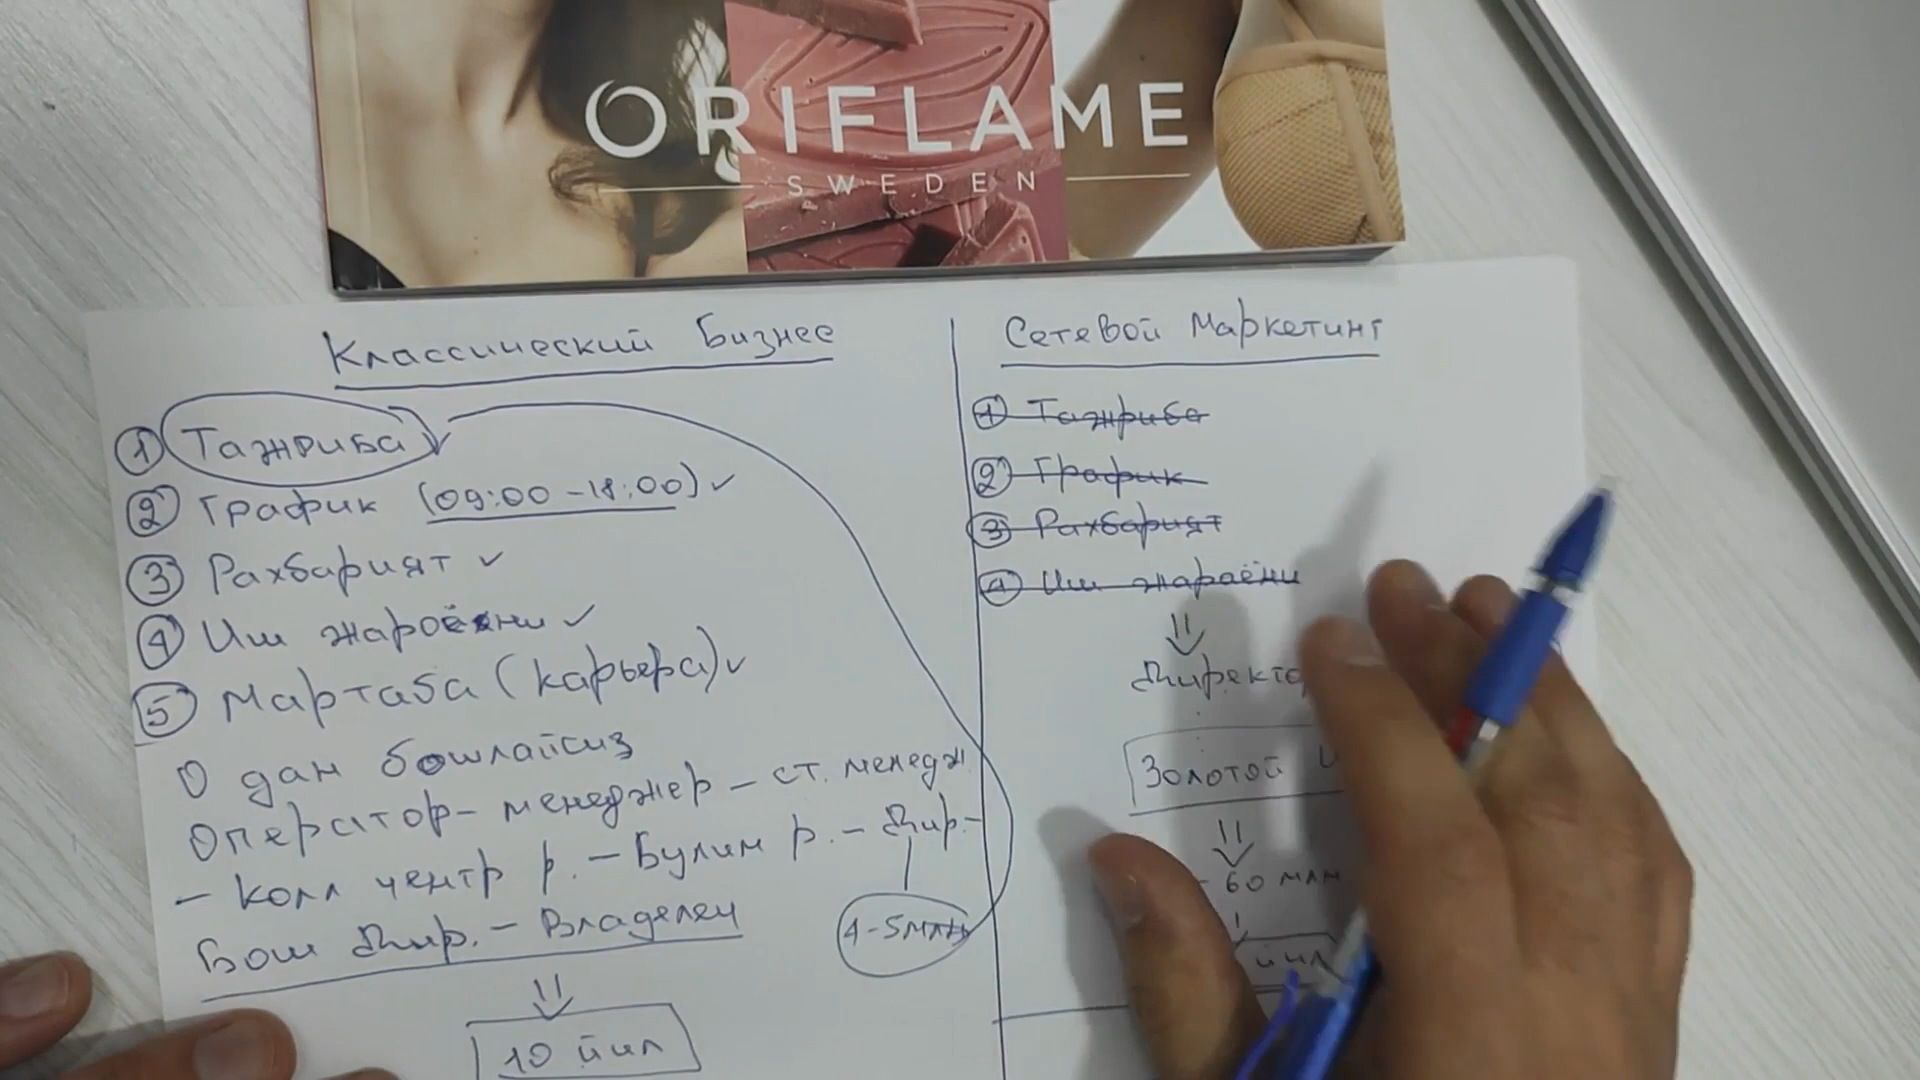 ORIFLAME
SWEDEN
Классический Бизнес
① Тажриба
② График (09:00 - 18:00) ✓
③ Рахбарият ✓
④ Иш жароёни ✓
⑤ Мартаба (карьера) ✓
0 дан бошлайсиз
Оператор - менеджер - ст. менедж
- колл центр р. - Булим р. - Дир.-
Бош Дир. - Владелец
4-5 млн
10 йил
Сетевой Маркетинг
① Тажриба
② График
③ Рахбарият
④ Иш жараёни
Директо
Золотой
- 60 млн
йил